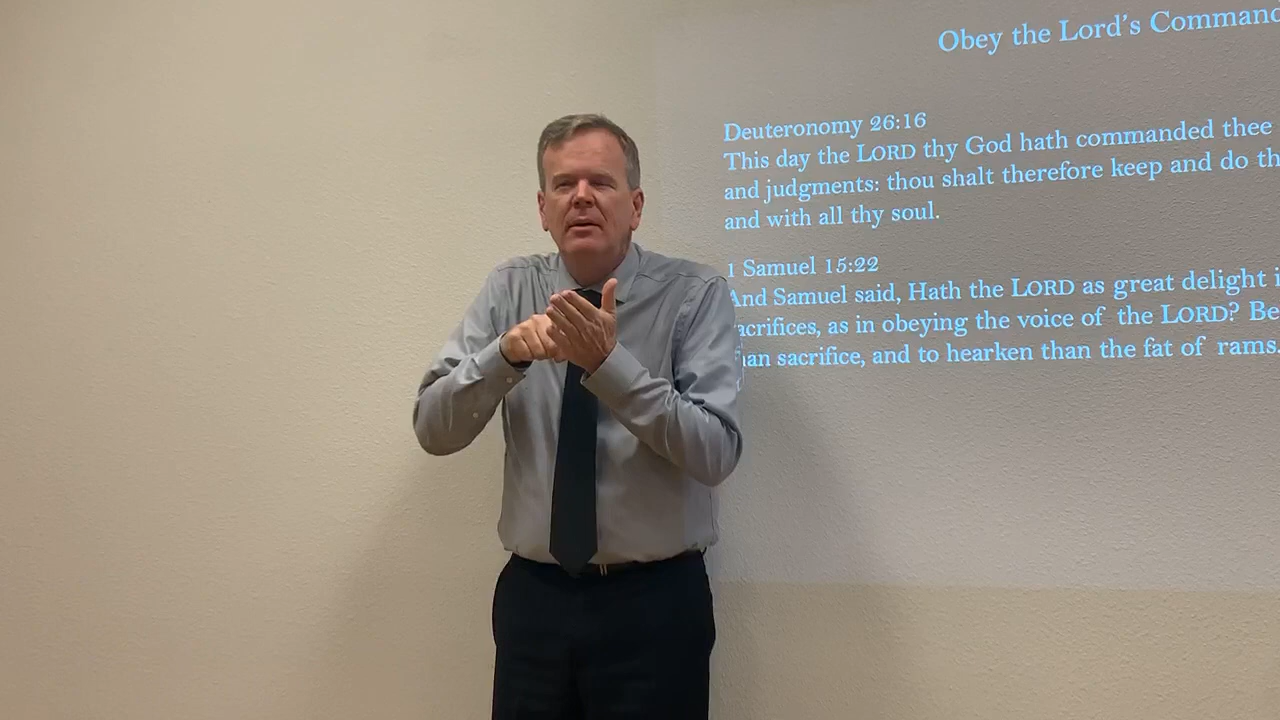 Obey the Lord's Command
Deuteronomy 26:16
This day the LORD thy God hath commanded thee
and judgments: thou shalt therefore keep and do th
and with all thy soul.
1 Samuel 15:22
And Samuel said, Hath the LORD as great delight i
acrifices, as in obeying the voice of the LORD? Be
han sacrifice, and to hearken than the fat of rams.